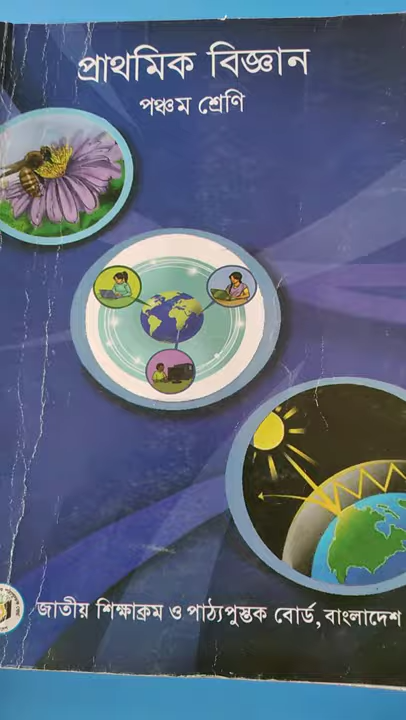 প্রাথমিক বিজ্ঞান
পঞ্চম শ্রেণি
জাতীয় শিক্ষাক্রম ও পাঠ্যপুস্তক বোর্ড, বাংলাদেশ